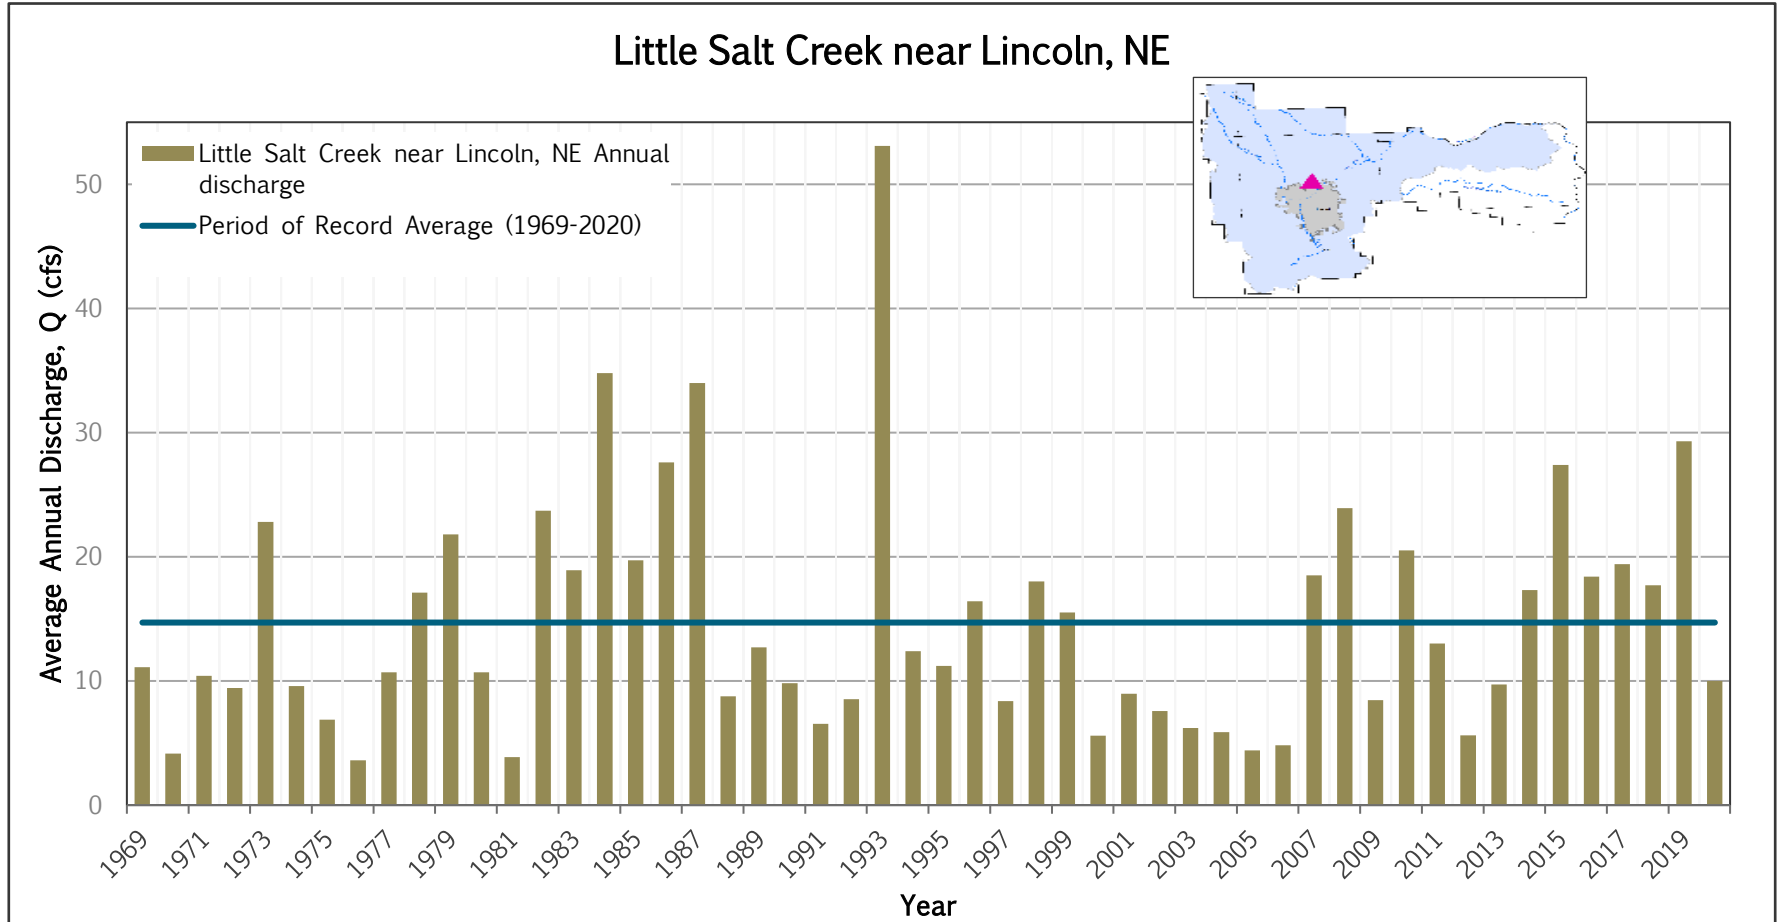 Little Salt Creek near Lincoln, NE
Little Salt Creek near Lincoln, NE Annual
discharge
Period of Record Average (1969-2020)
Average Annual Discharge, Q (cfs)
50
40
30
20
10
0
1969 1971 1973 1975 1977 1979 1981 1983 1985 1987 1989 1991 1993 1995 1997 1999 2001 2003 2005 2007 2009 2011 2013 2015 2017 2019
Year